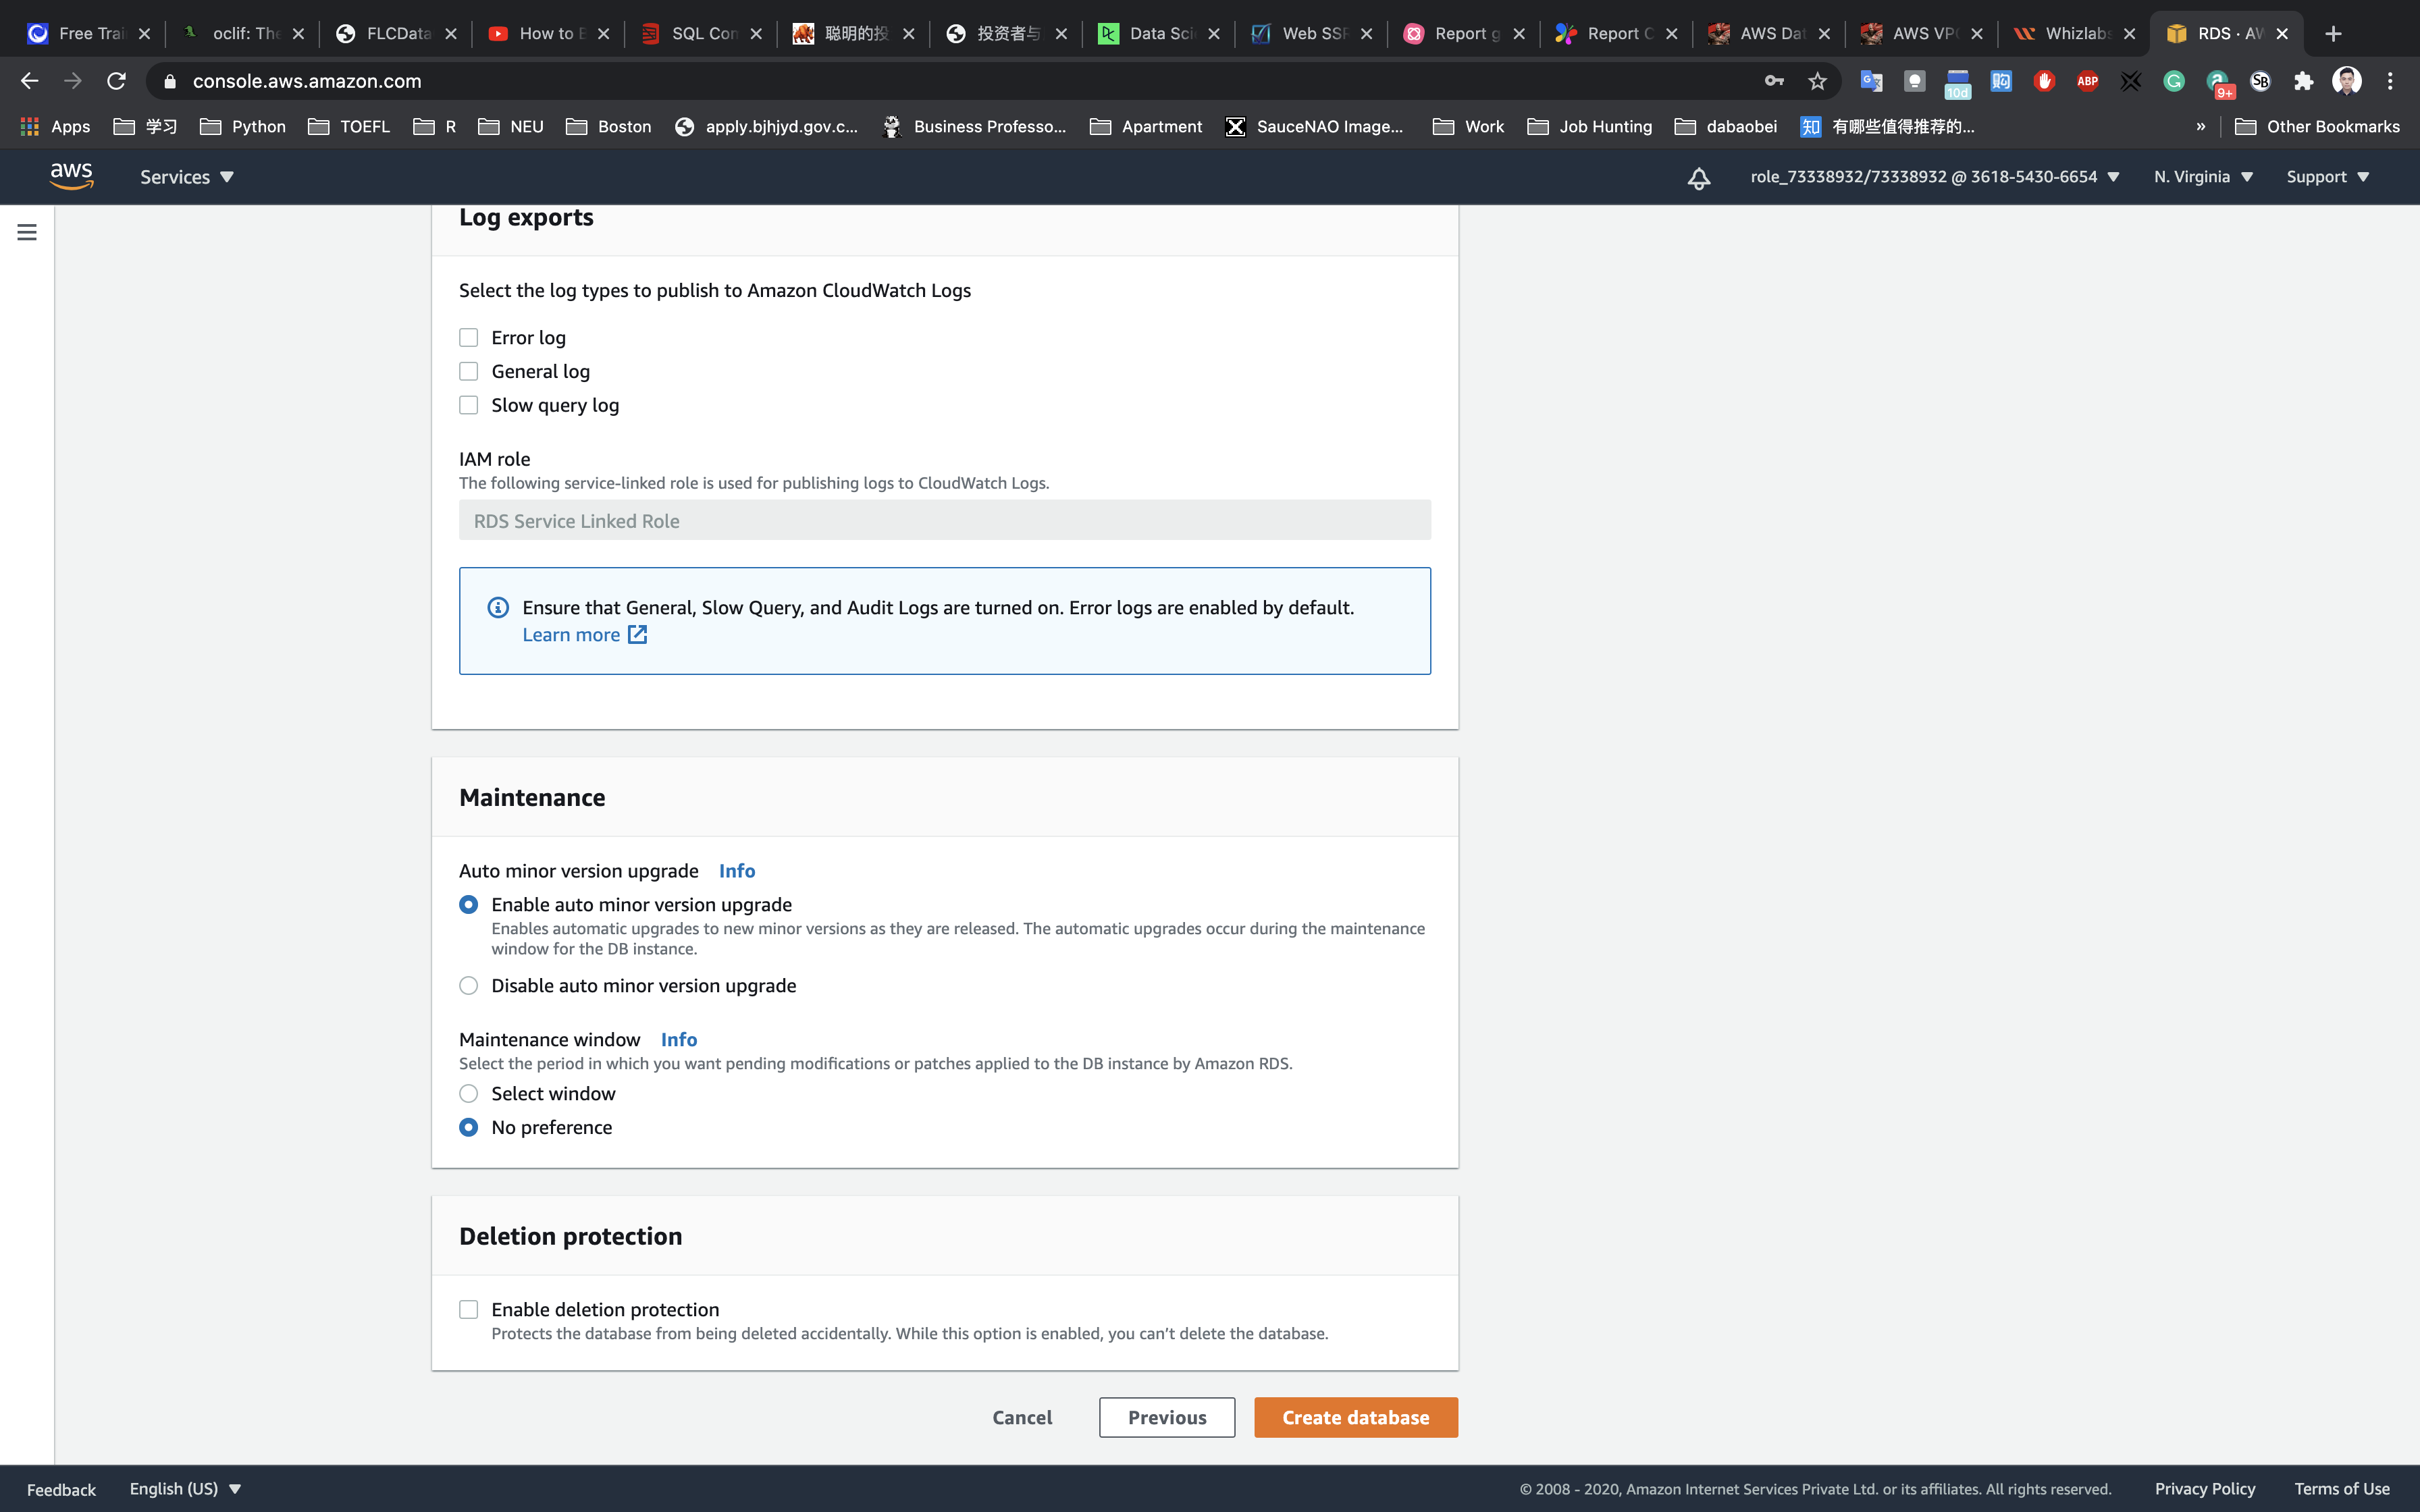 Free Trai
oclif: The
FLCData
How to E
SQL Con
聪明的投
投资者与
Data Sci
Web SSR
Report g
Report C
AWS Dat
AWS VPC
Whizlabs
RDS · AW
console.aws.amazon.com
10d
购
ABP
9+
SB
Apps
学习
Python
TOEFL
R
NEU
Boston
apply.bjhjyd.gov.c...
Business Professo...
Apartment
SauceNAO Image...
Work
Job Hunting
dabaobei
知 有哪些值得推荐的...
»
Other Bookmarks
aws
Services
role_73338932/73338932 @ 3618-5430-6654
N. Virginia
Support
Log exports
Select the log types to publish to Amazon CloudWatch Logs
Error log
General log
Slow query log
IAM role
The following service-linked role is used for publishing logs to CloudWatch Logs.
RDS Service Linked Role
Ensure that General, Slow Query, and Audit Logs are turned on. Error logs are enabled by default.
Learn more
Maintenance
Auto minor version upgrade Info
Enable auto minor version upgrade
Enables automatic upgrades to new minor versions as they are released. The automatic upgrades occur during the maintenance
window for the DB instance.
Disable auto minor version upgrade
Maintenance window Info
Select the period in which you want pending modifications or patches applied to the DB instance by Amazon RDS.
Select window
No preference
Deletion protection
Enable deletion protection
Protects the database from being deleted accidentally. While this option is enabled, you can’t delete the database.
Cancel
Previous
Create database
Feedback
English (US)
© 2008 - 2020, Amazon Internet Services Private Ltd. or its affiliates. All rights reserved.
Privacy Policy
Terms of Use